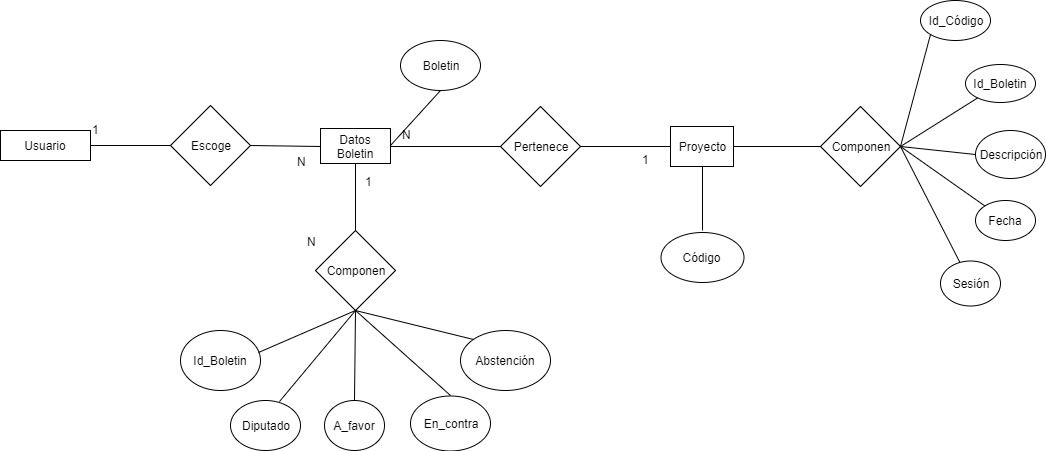 Id_Código
Boletin
Id_Boletin
1
N
Usuario
Escoge
Datos
Boletin
Pertenece
Proyecto
Componen
Descripción
N
1
1
Fecha
N
Código
Componen
Sesión
Id_Boletin
Abstención
Diputado
A_favor
En_contra